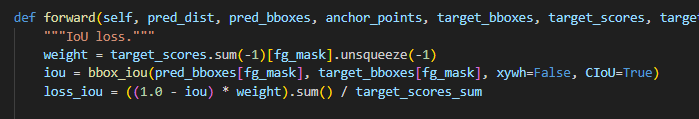 def forward(self, pred_dist, pred_bboxes, anchor_points, target_bboxes, target_scores, target
"""IoU loss."""
weight = target_scores.sum(-1)[fg_mask].unsqueeze(-1)
iou = bbox_iou(pred_bboxes[fg_mask], target_bboxes[fg_mask], xywh=False, CIoU=True)
loss_iou = ((1.0 - iou) * weight).sum() / target_scores_sum